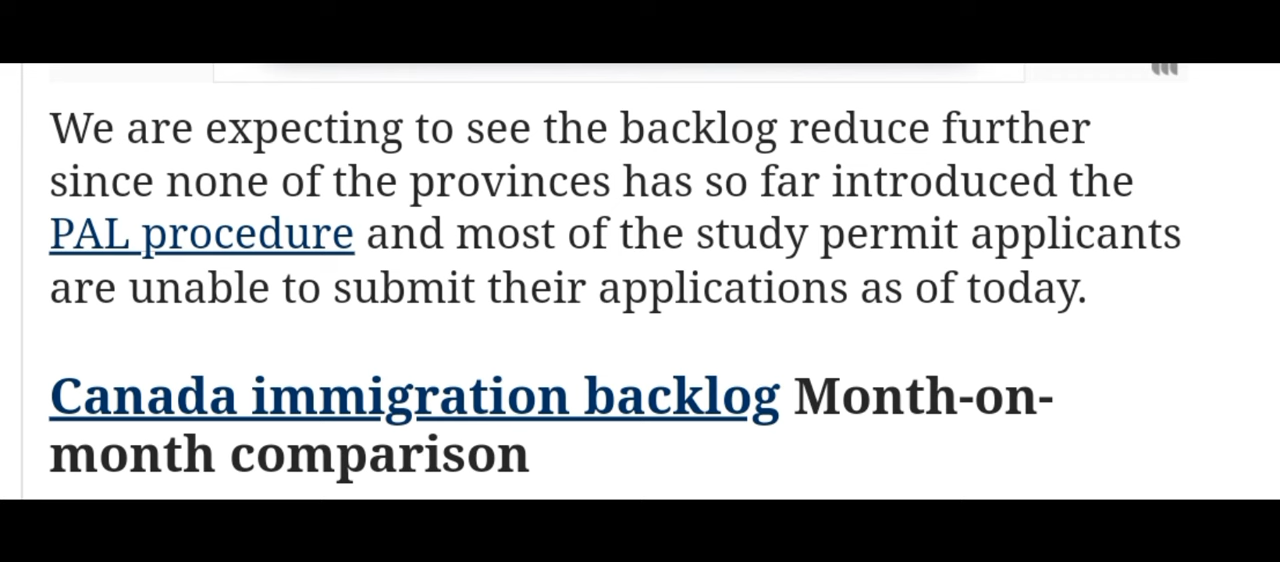 We are expecting to see the backlog reduce further
since none of the provinces has so far introduced the
PAL procedure and most of the study permit applicants
are unable to submit their applications as of today.
Canada immigration backlog Month-on-
month comparison